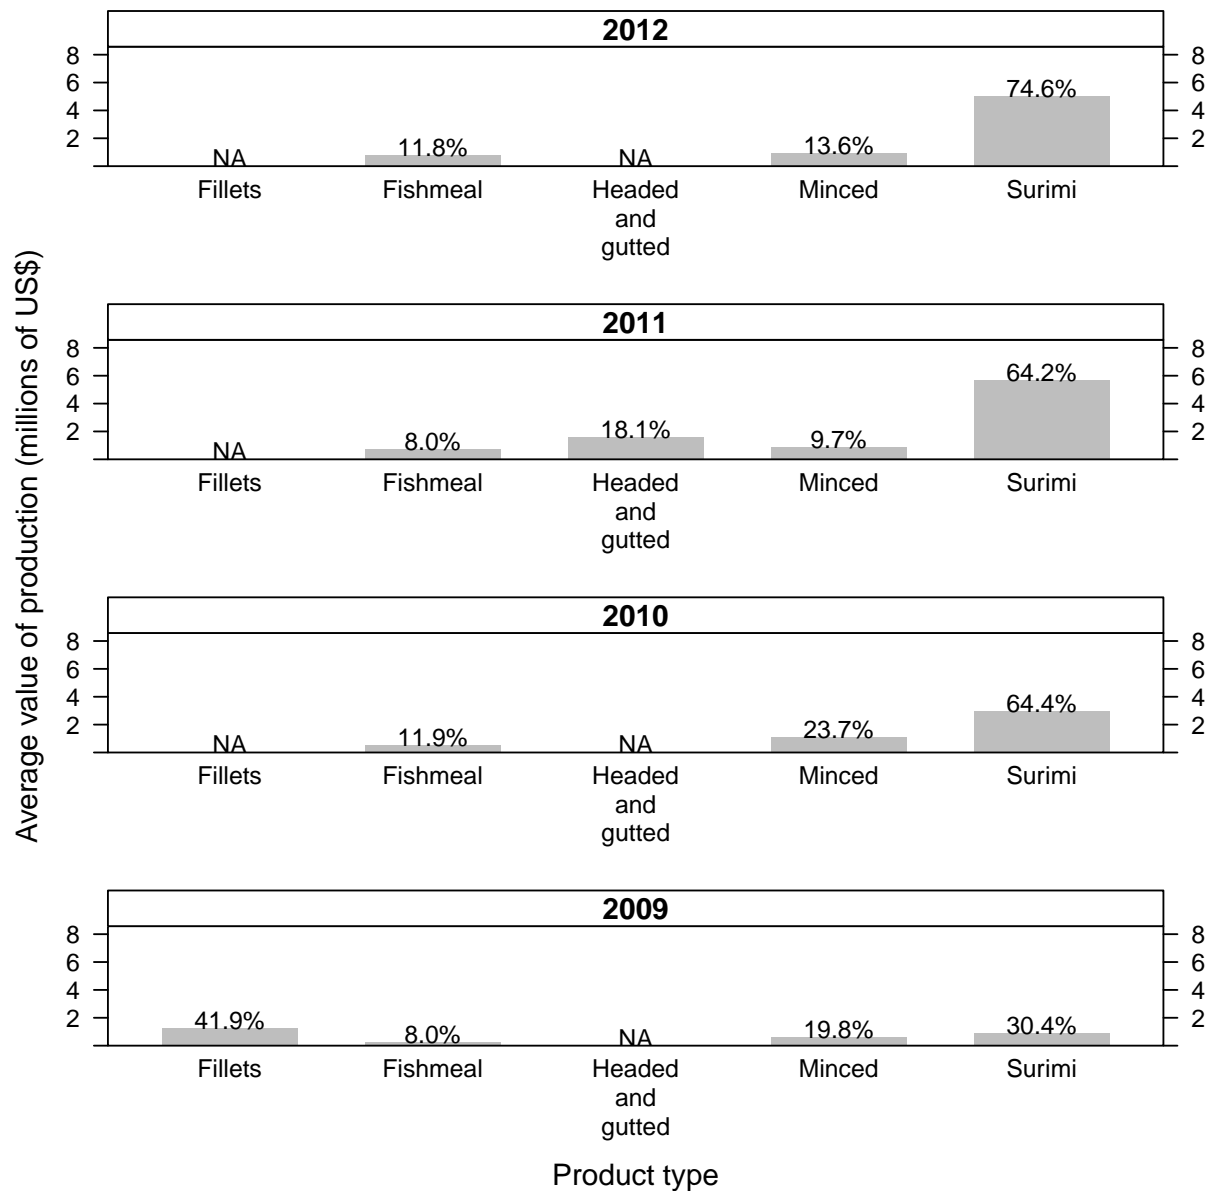 Average value of production (millions of US$)
2012
8 8
6 6
4 4
2 2
NA 11.8% NA 13.6% 74.6%
Fillets Fishmeal Headed Minced Surimi
and
gutted
2011
8 8
6 6
4 4
2 2
NA 8.0% 18.1% 9.7% 64.2%
Fillets Fishmeal Headed Minced Surimi
and
gutted
2010
8 8
6 6
4 4
2 2
NA 11.9% NA 23.7% 64.4%
Fillets Fishmeal Headed Minced Surimi
and
gutted
2009
8 8
6 6
4 4
2 2
41.9% 8.0% NA 19.8% 30.4%
Fillets Fishmeal Headed Minced Surimi
and
gutted
Product type